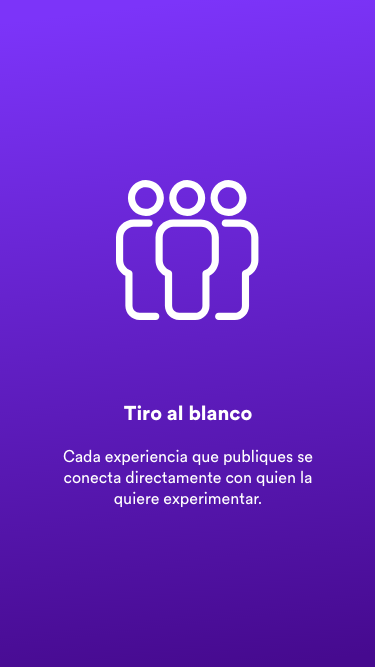 Tiro al blanco
Cada experiencia que publiques se
conecta directamente con quien la
quiere experimentar.